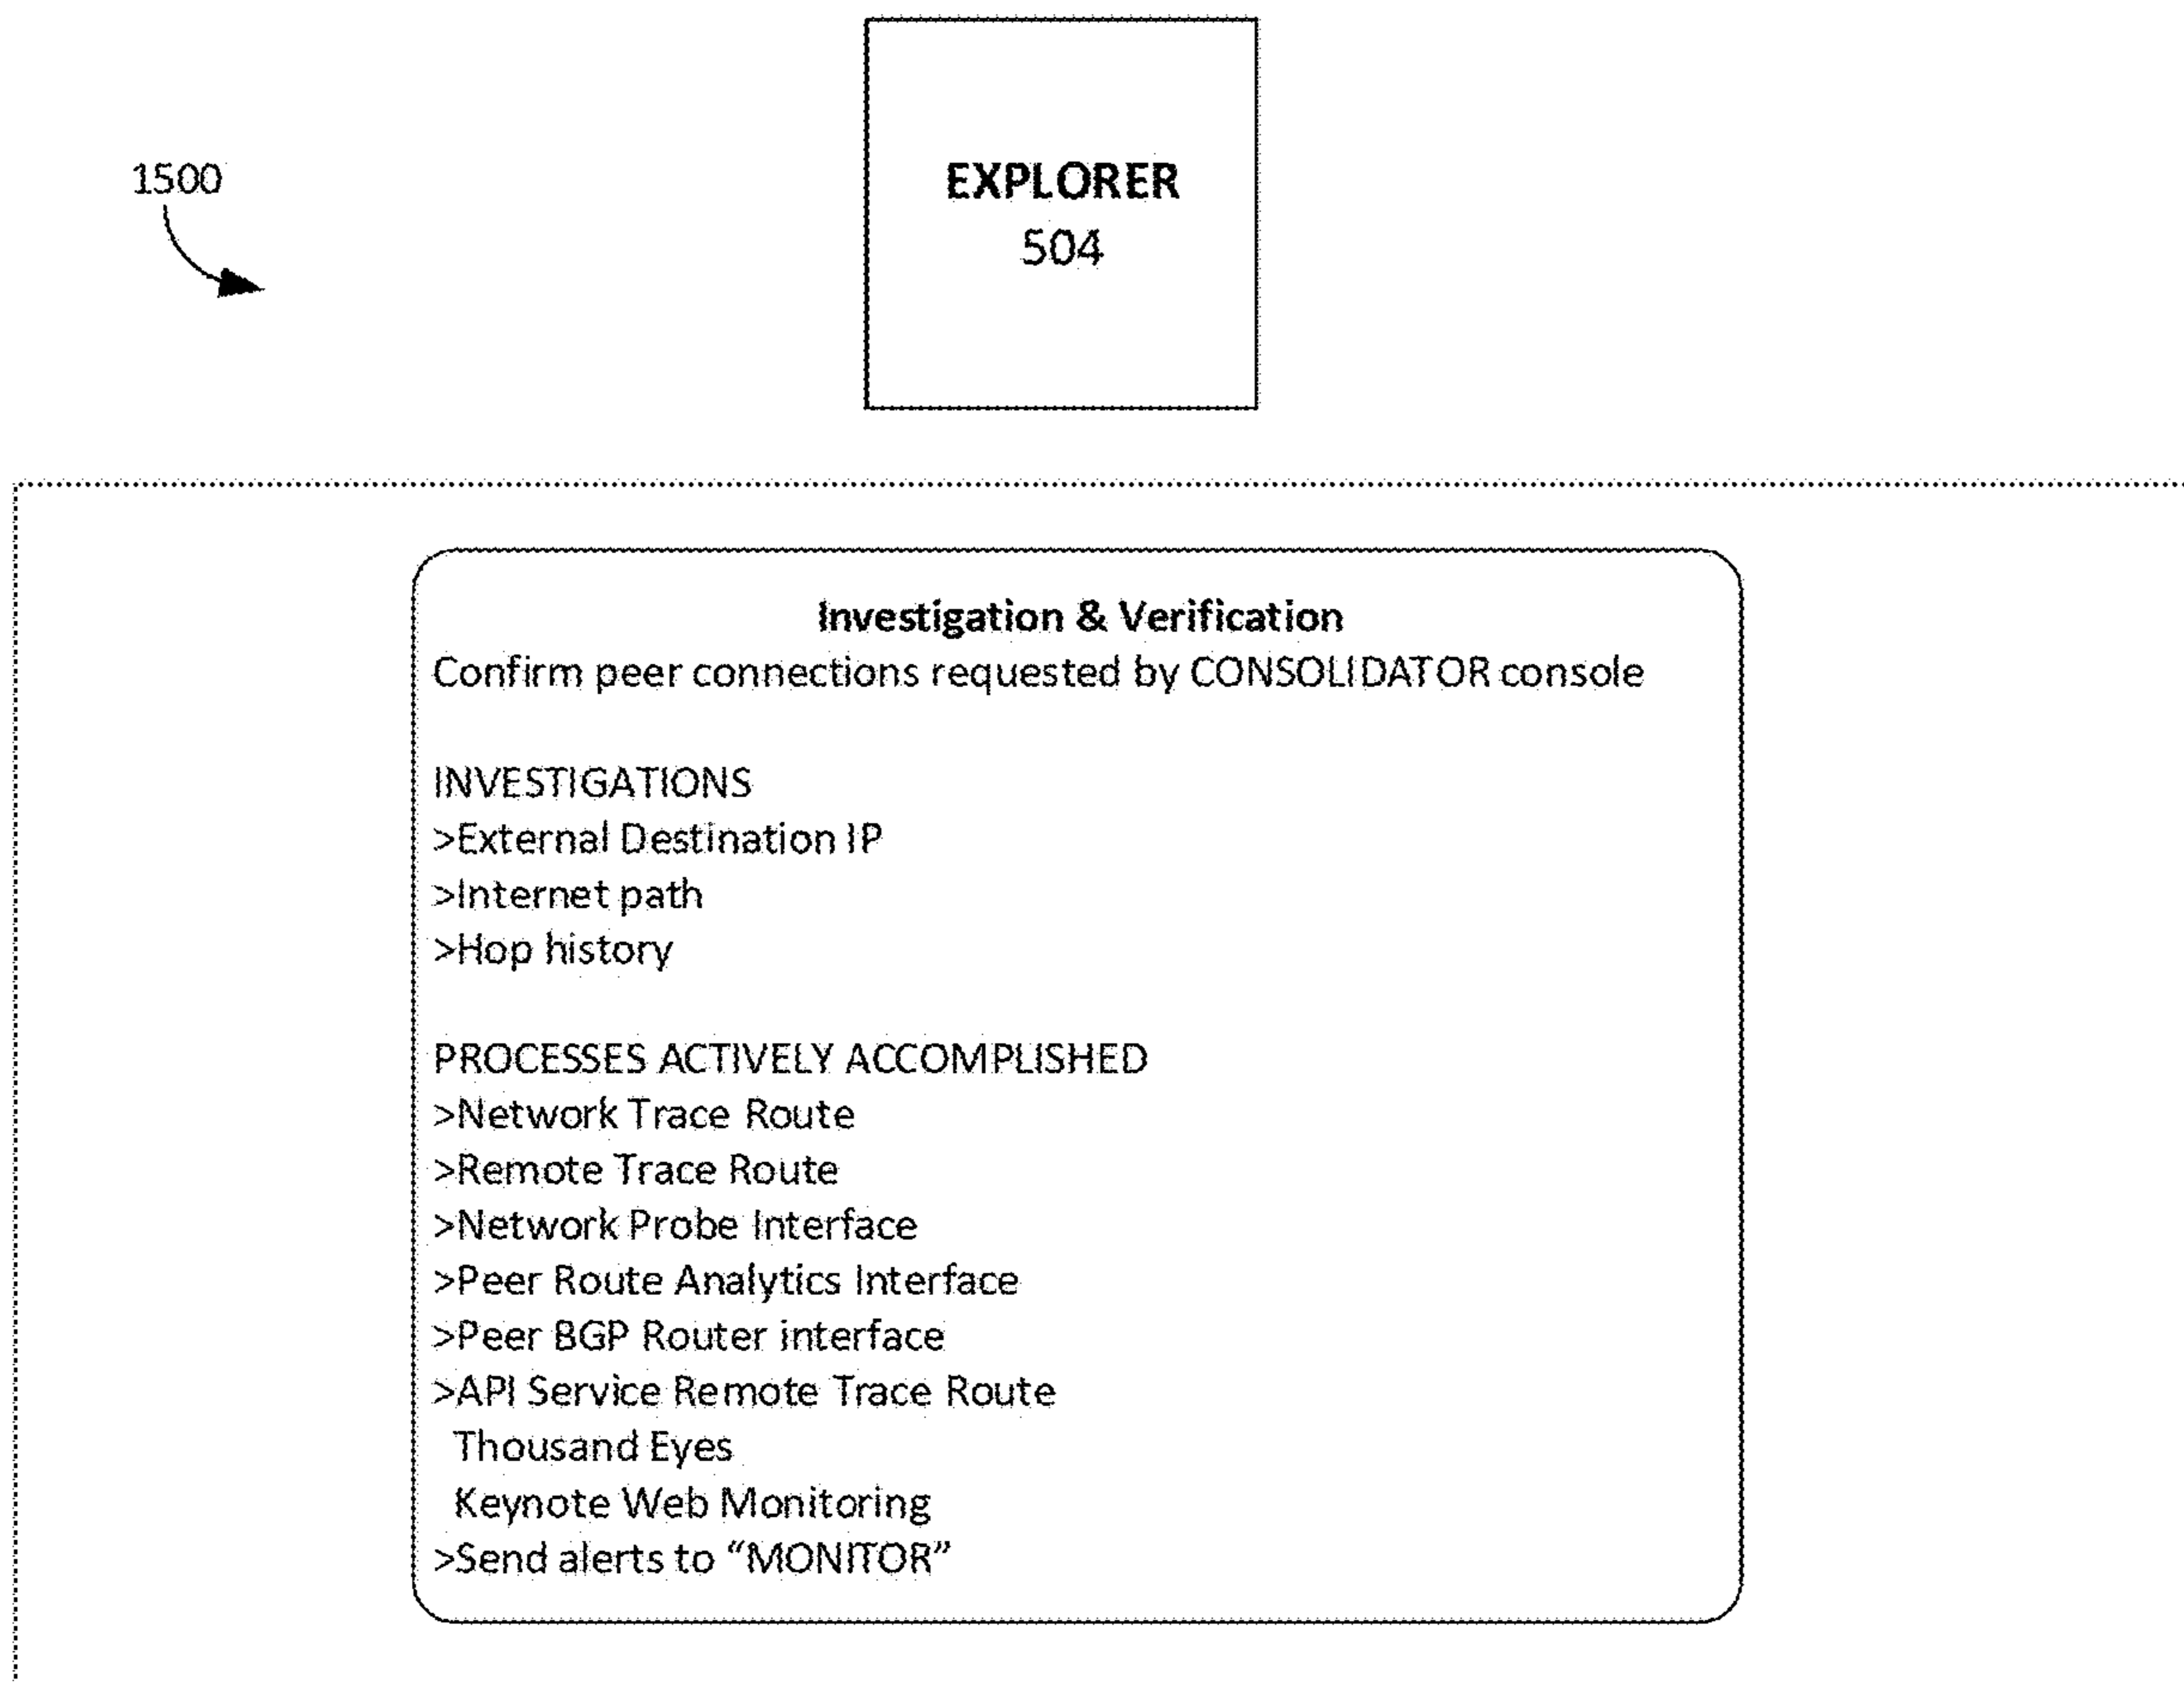 1500
EXPLORER
504
Investigation & Verification
Confirm peer connections requested by CONSOLIDATOR console
INVESTIGATIONS
>External Destination IP
>Internet path
>Hop history
PROCESSES ACTIVELY ACCOMPLISHED
>Network Trace Route
>Remote Trace Route
>Network Probe Interface
>Peer Route Analytics Interface
>Peer BGP Router interface
>API Service Remote Trace Route
Thousand Eyes
Keynote Web Monitoring
>Send alerts to “MONITOR”